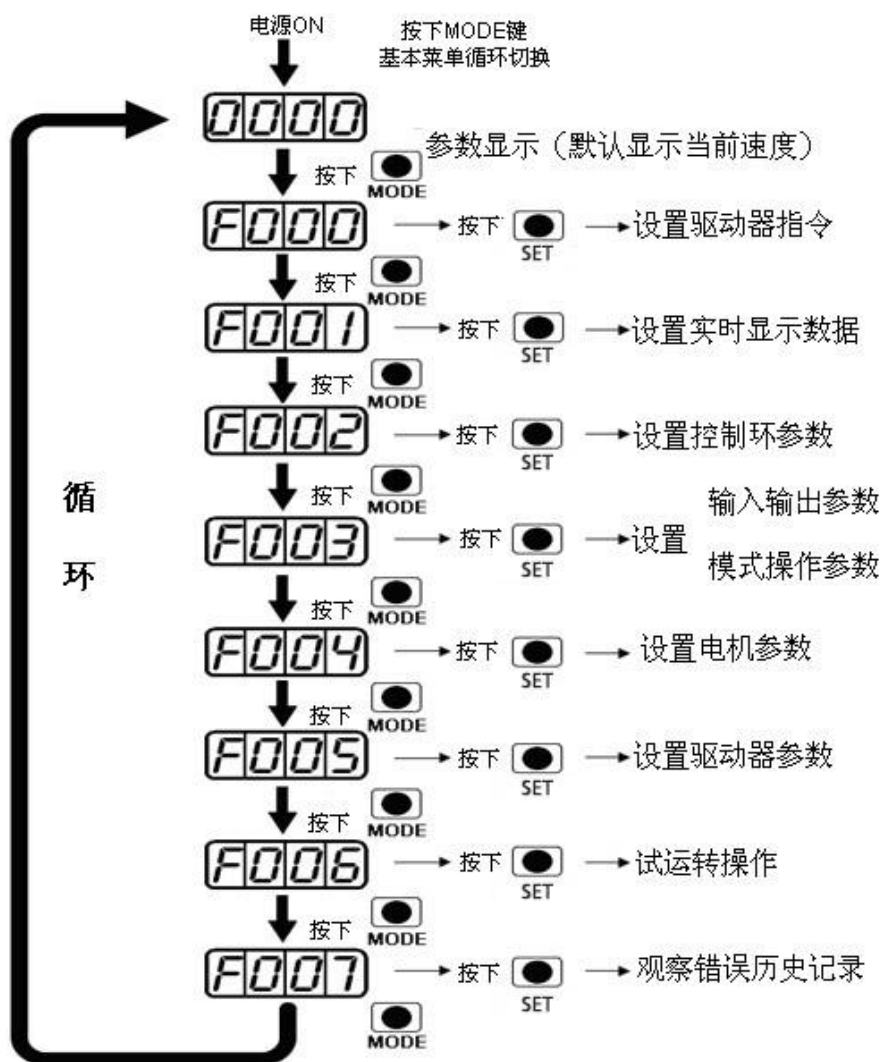 电源ON
按下MODE键
基本菜单循环切换
0000
参数显示（默认显示当前速度）
按下 MODE
F000 按下 SET 设置驱动器指令
按下 MODE
F001 按下 SET 设置实时显示数据
按下 MODE
F002 按下 SET 设置控制环参数
按下 MODE
F003 按下 SET 设置 输入输出参数
模式操作参数
按下 MODE
F004 按下 SET 设置电机参数
按下 MODE
F005 按下 SET 设置驱动器参数
按下 MODE
F006 按下 SET 试运转操作
按下 MODE
F007 按下 SET 观察错误历史记录
MODE
循
环